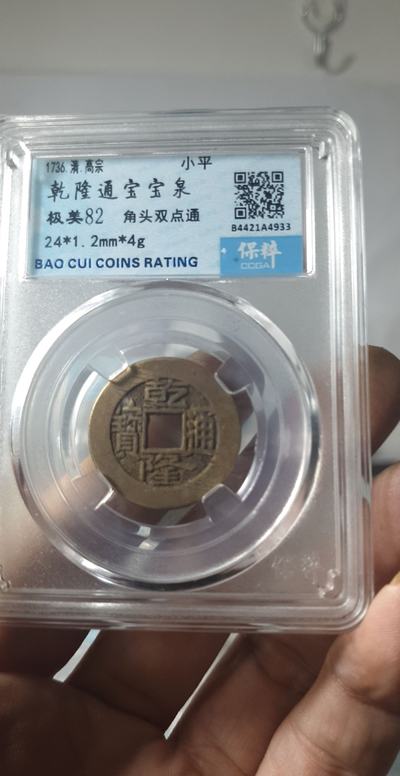 1736.清.高宗 小平
乾隆通宝宝泉
极美82 角头双点通
B4421A4933
24*1.2mm*4g
保粹
CCGA
BAO CUI COINS RATING
乾隆通寶